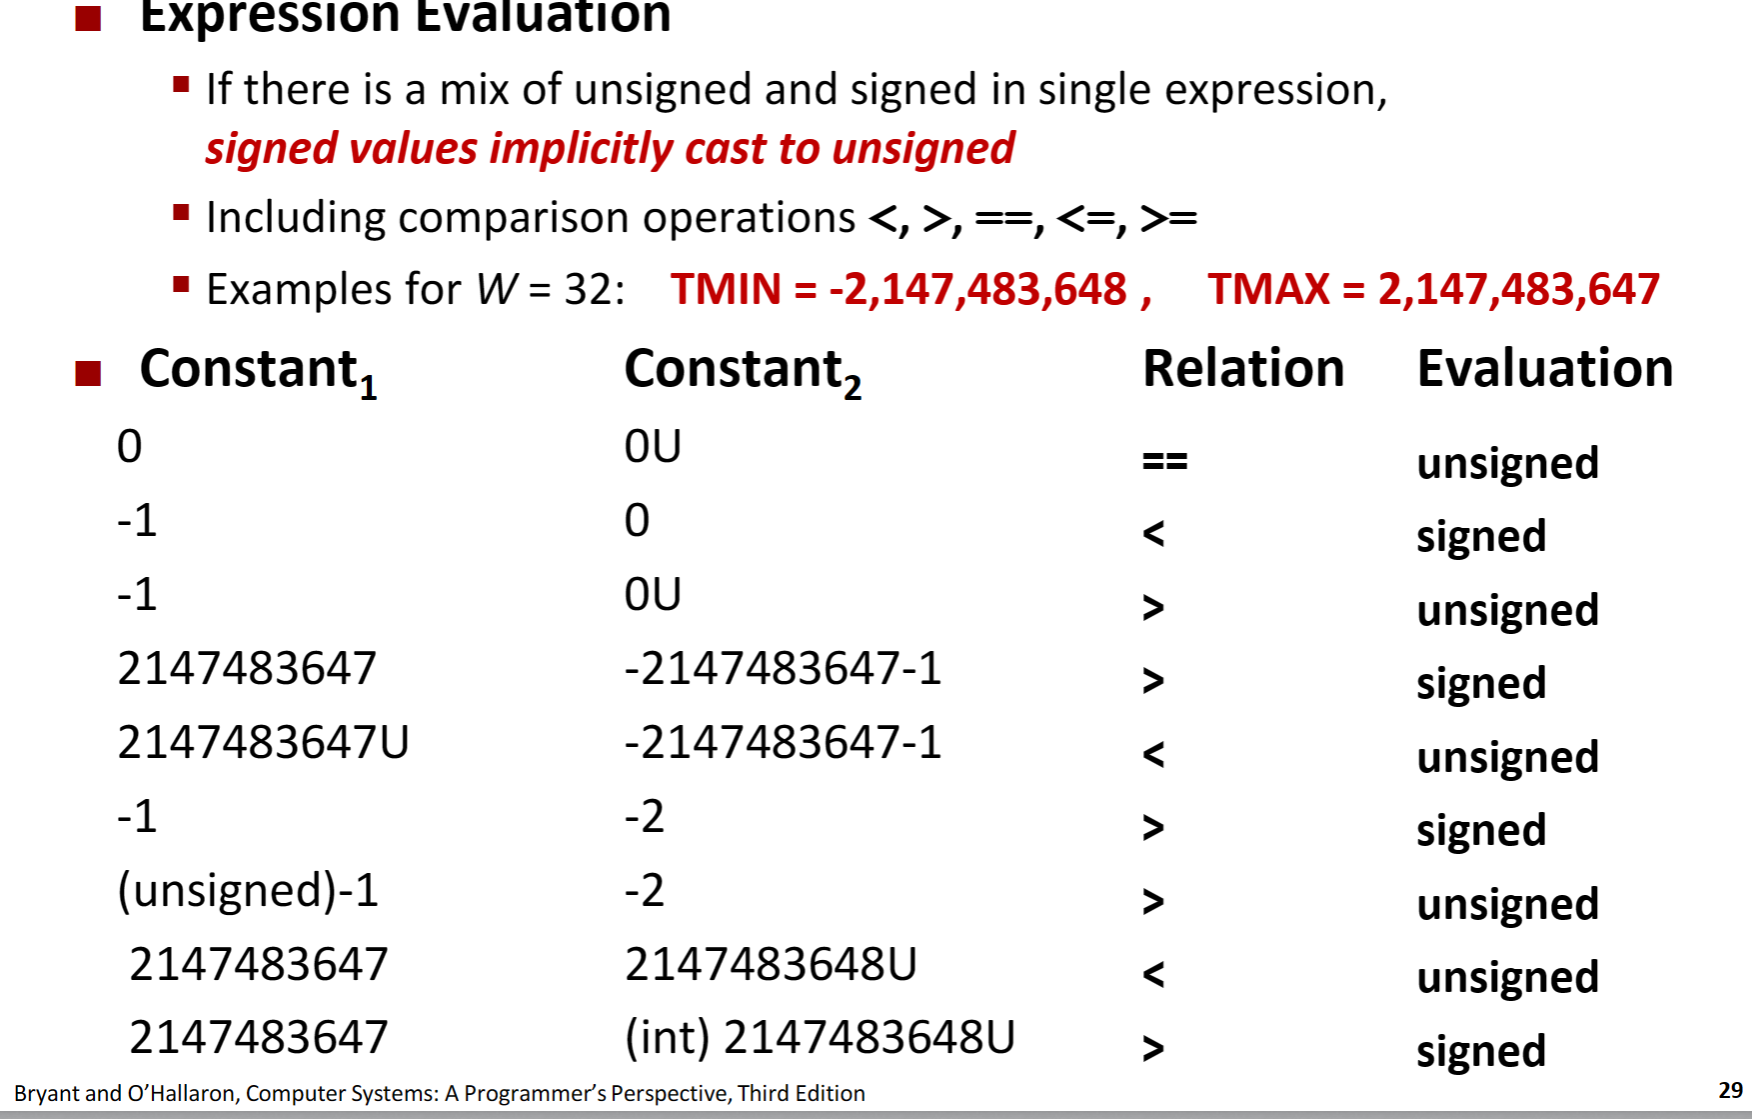 Expression Evaluation
If there is a mix of unsigned and signed in single expression,
signed values implicitly cast to unsigned
Including comparison operations <, >, ==, <=, >=
Examples for W = 32: TMIN = -2,147,483,648 , TMAX = 2,147,483,647
Constant1 Constant2 Relation Evaluation
0 0U == unsigned
-1 0 < signed
-1 0U > unsigned
2147483647 -2147483647-1 > signed
2147483647U -2147483647-1 < unsigned
-1 -2 > signed
(unsigned)-1 -2 > unsigned
2147483647 2147483648U < unsigned
2147483647 (int) 2147483648U > signed
Bryant and O’Hallaron, Computer Systems: A Programmer’s Perspective, Third Edition 29